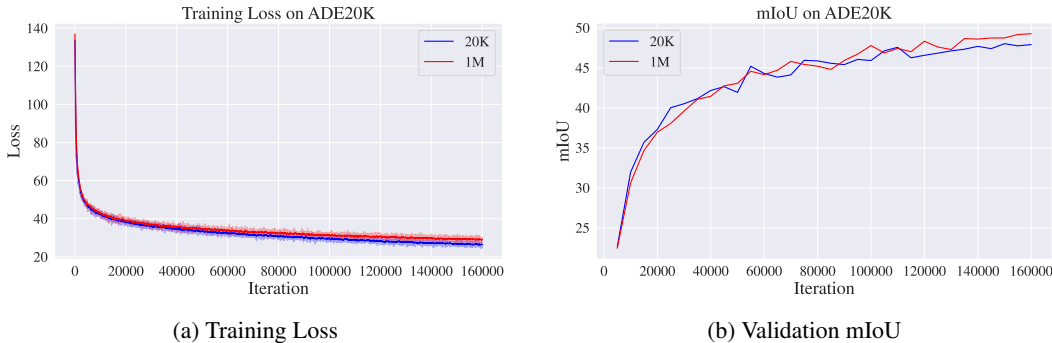 Training Loss on ADE20K
140
120
100
80
60
40
20
Loss
20K
1M
0 20000 40000 60000 80000 100000 120000 140000 160000
Iteration
(a) Training Loss
mIoU on ADE20K
50
45
40
35
30
25
mIoU
20K
1M
0 20000 40000 60000 80000 100000 120000 140000 160000
Iteration
(b) Validation mIoU